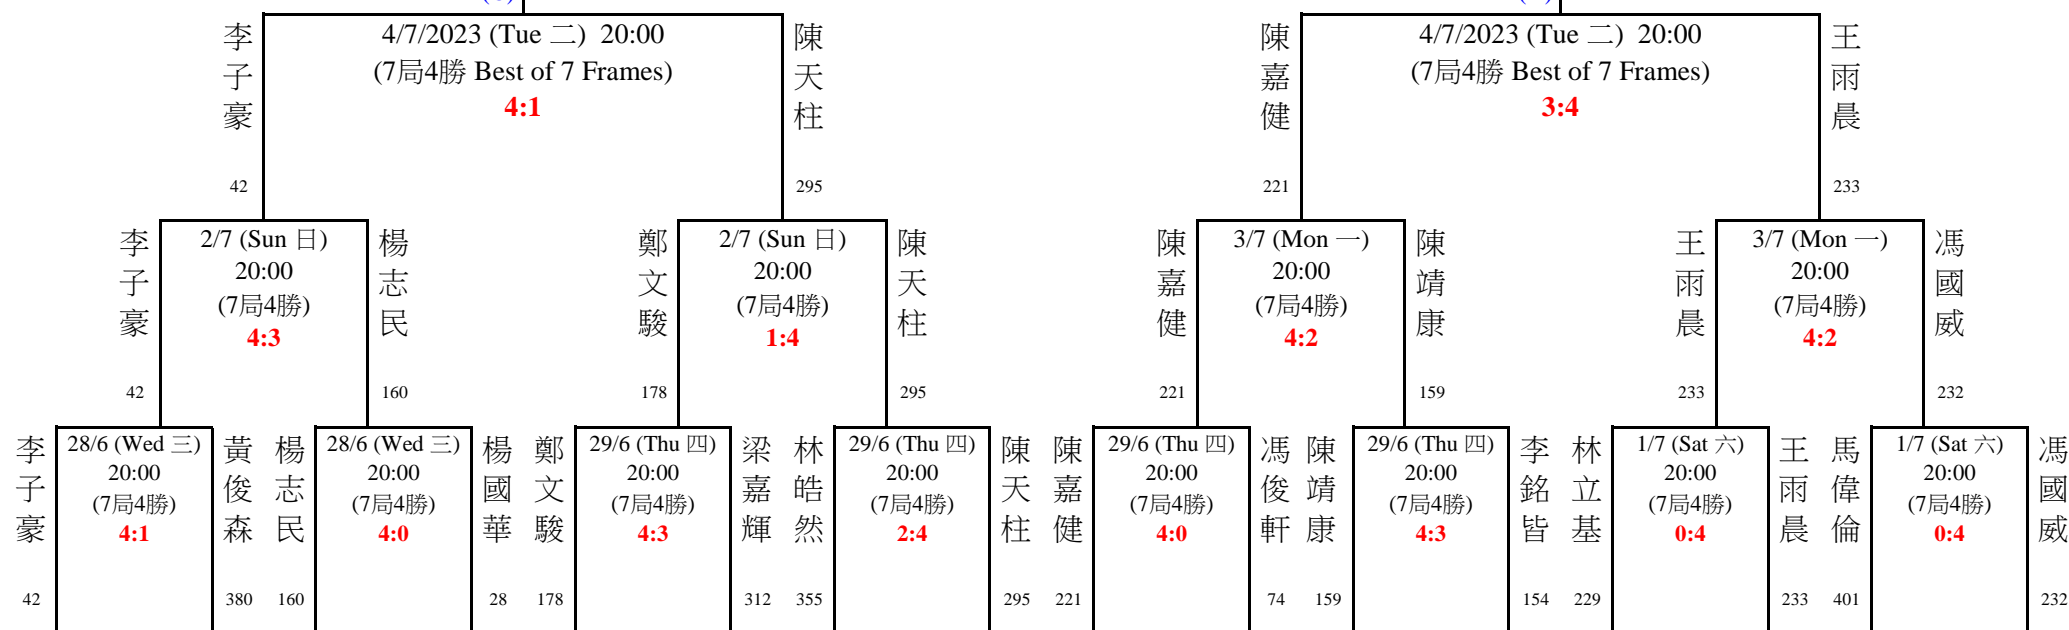 李子豪
4/7/2023 (Tue 二) 20:00
(7局4勝 Best of 7 Frames)
4:1
陳天柱
42
295
陳嘉健
4/7/2023 (Tue 二) 20:00
(7局4勝 Best of 7 Frames)
3:4
王雨晨
221
233
李子豪
2/7 (Sun 日)
20:00
(7局4勝)
4:3
楊志民
42
160
鄭文駿
2/7 (Sun 日)
20:00
(7局4勝)
1:4
陳天柱
178
295
陳嘉健
3/7 (Mon 一)
20:00
(7局4勝)
4:2
陳靖康
221
159
王雨晨
3/7 (Mon 一)
20:00
(7局4勝)
4:2
馮國威
233
232
李子豪
28/6 (Wed 三)
20:00
(7局4勝)
4:1
黃俊森
42
380
楊志民
28/6 (Wed 三)
20:00
(7局4勝)
4:0
楊國華
160
28
鄭文駿
29/6 (Thu 四)
20:00
(7局4勝)
4:3
梁嘉輝
178
312
林皓然
29/6 (Thu 四)
20:00
(7局4勝)
2:4
陳天柱
355
295
陳嘉健
29/6 (Thu 四)
20:00
(7局4勝)
4:0
馮俊軒
221
74
陳靖康
29/6 (Thu 四)
20:00
(7局4勝)
4:3
李銘皆
159
154
林立基
1/7 (Sat 六)
20:00
(7局4勝)
0:4
王雨晨
229
233
馬偉倫
1/7 (Sat 六)
20:00
(7局4勝)
0:4
馮國威
401
232